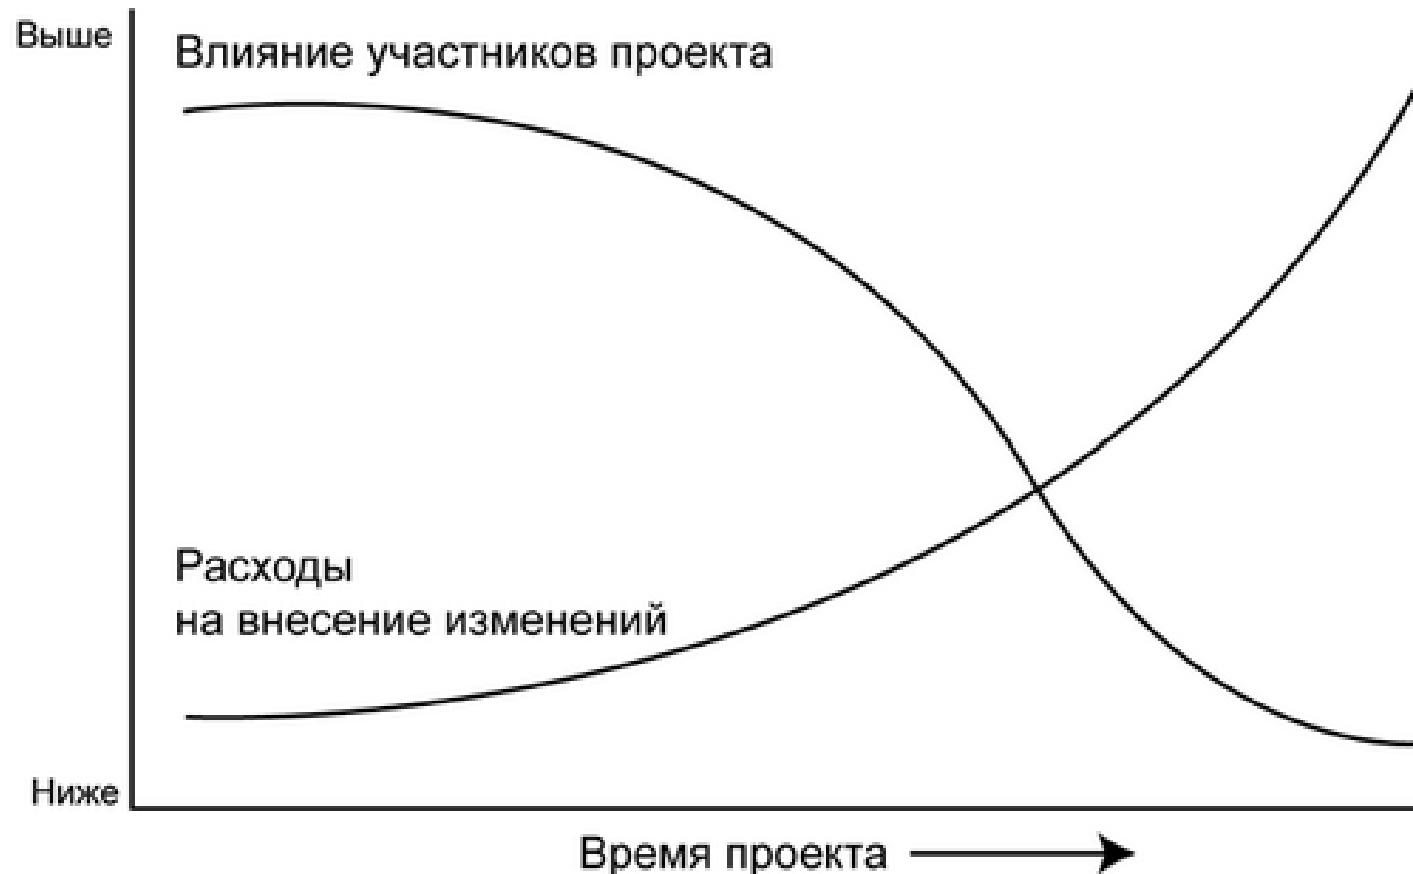 Выше
Влияние участников проекта
Расходы
на внесение изменений
Ниже
Время проекта